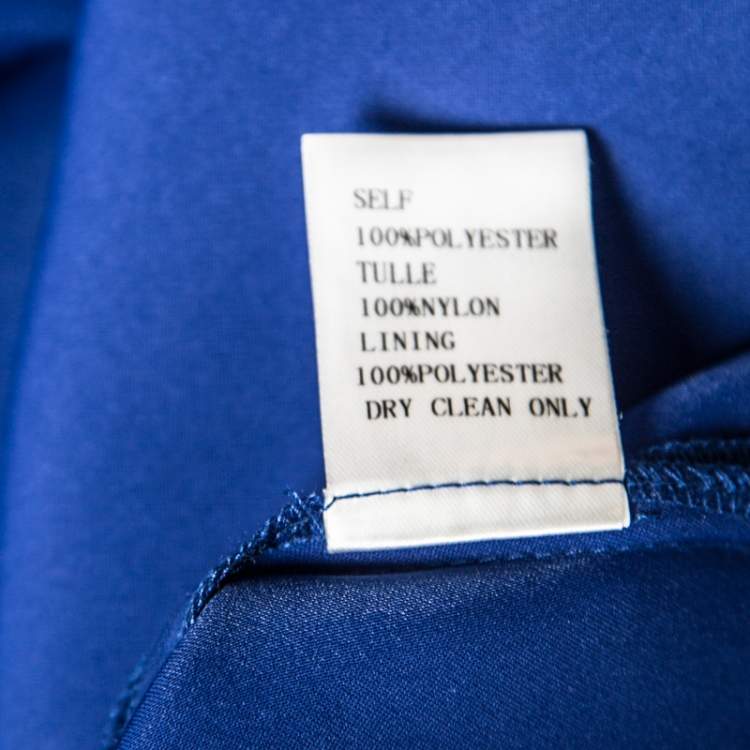 SELF
100%POLYESTER
TULLE
100%NYLON
LINING
100%POLYESTER
DRY CLEAN ONLY